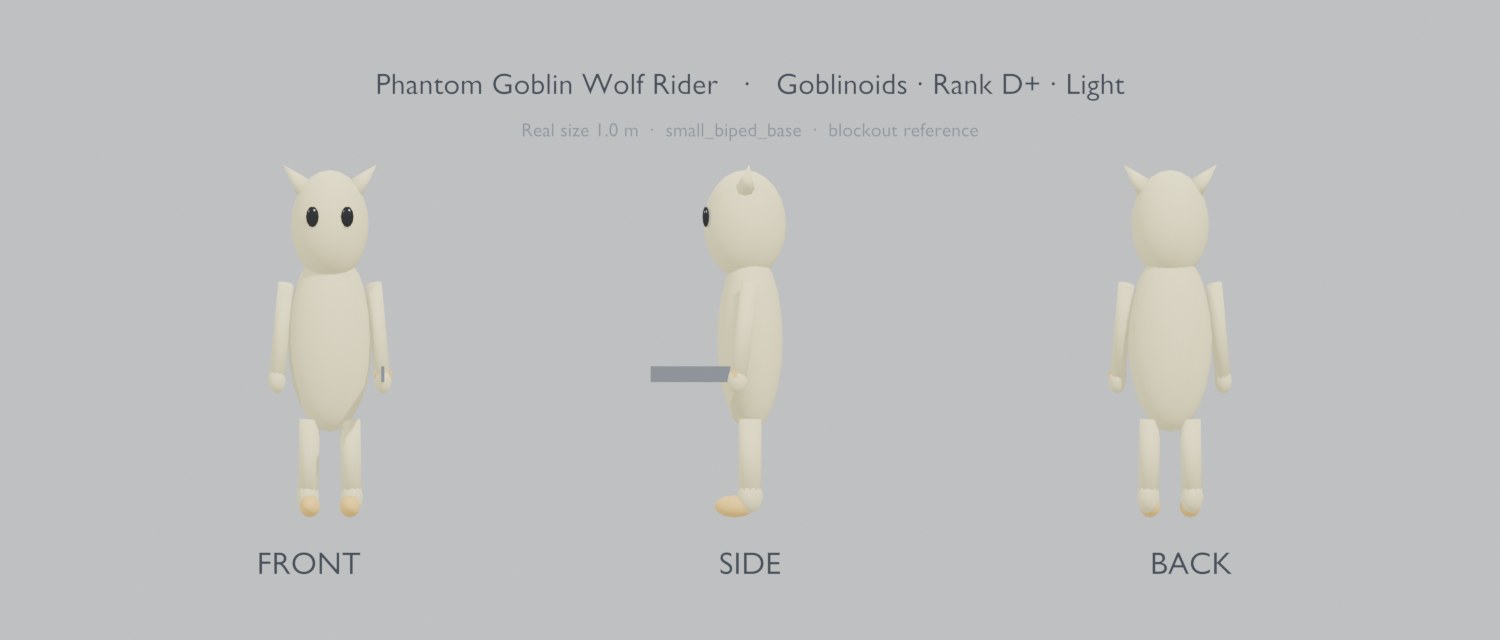 Phantom Goblin Wolf Rider · Goblinoids · Rank D+ · Light
Real size 1.0 m · small_biped_base · blockout reference
FRONT SIDE BACK